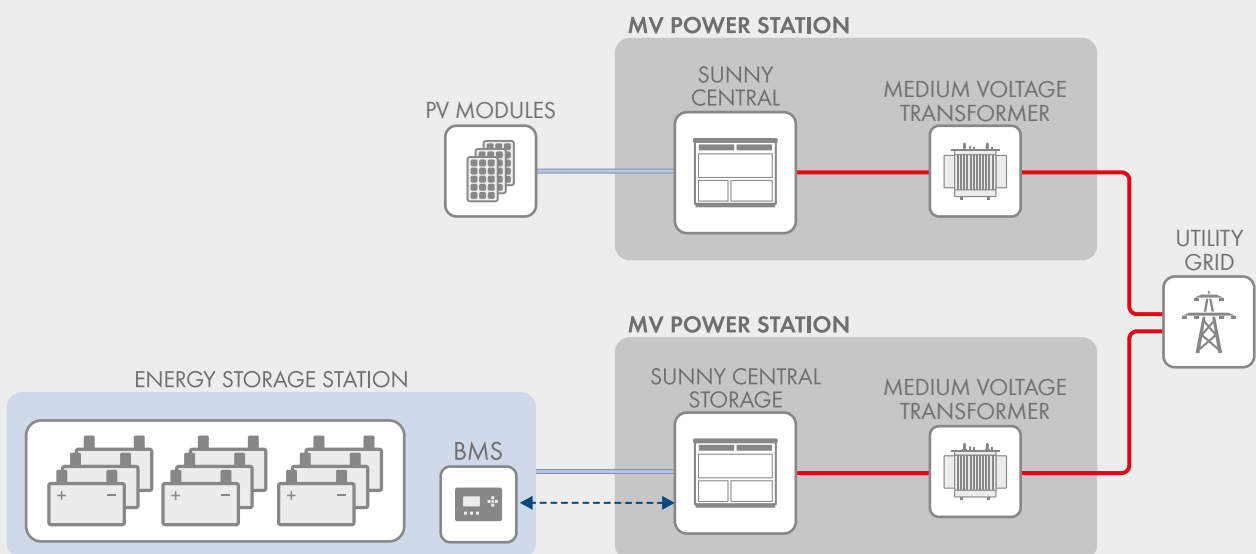 MV POWER STATION
SUNNY
CENTRAL
MEDIUM VOLTAGE
TRANSFORMER
PV MODULES
UTILITY
GRID
MV POWER STATION
ENERGY STORAGE STATION
SUNNY CENTRAL
STORAGE
MEDIUM VOLTAGE
TRANSFORMER
BMS
+ −
+ −
+ −